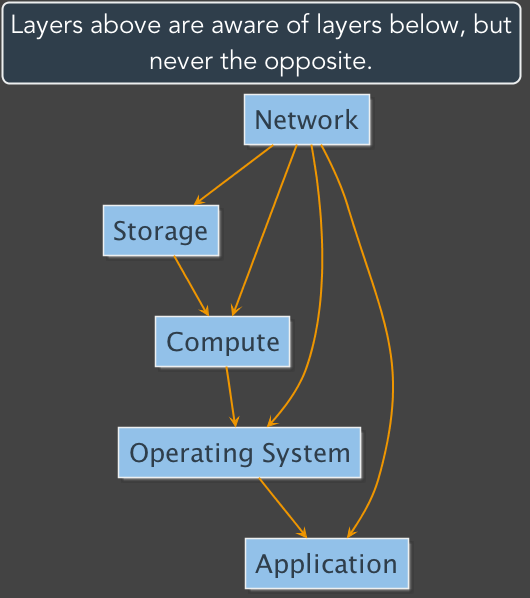 Layers above are aware of layers below, but
never the opposite.
Network
Storage
Compute
Operating System
Application